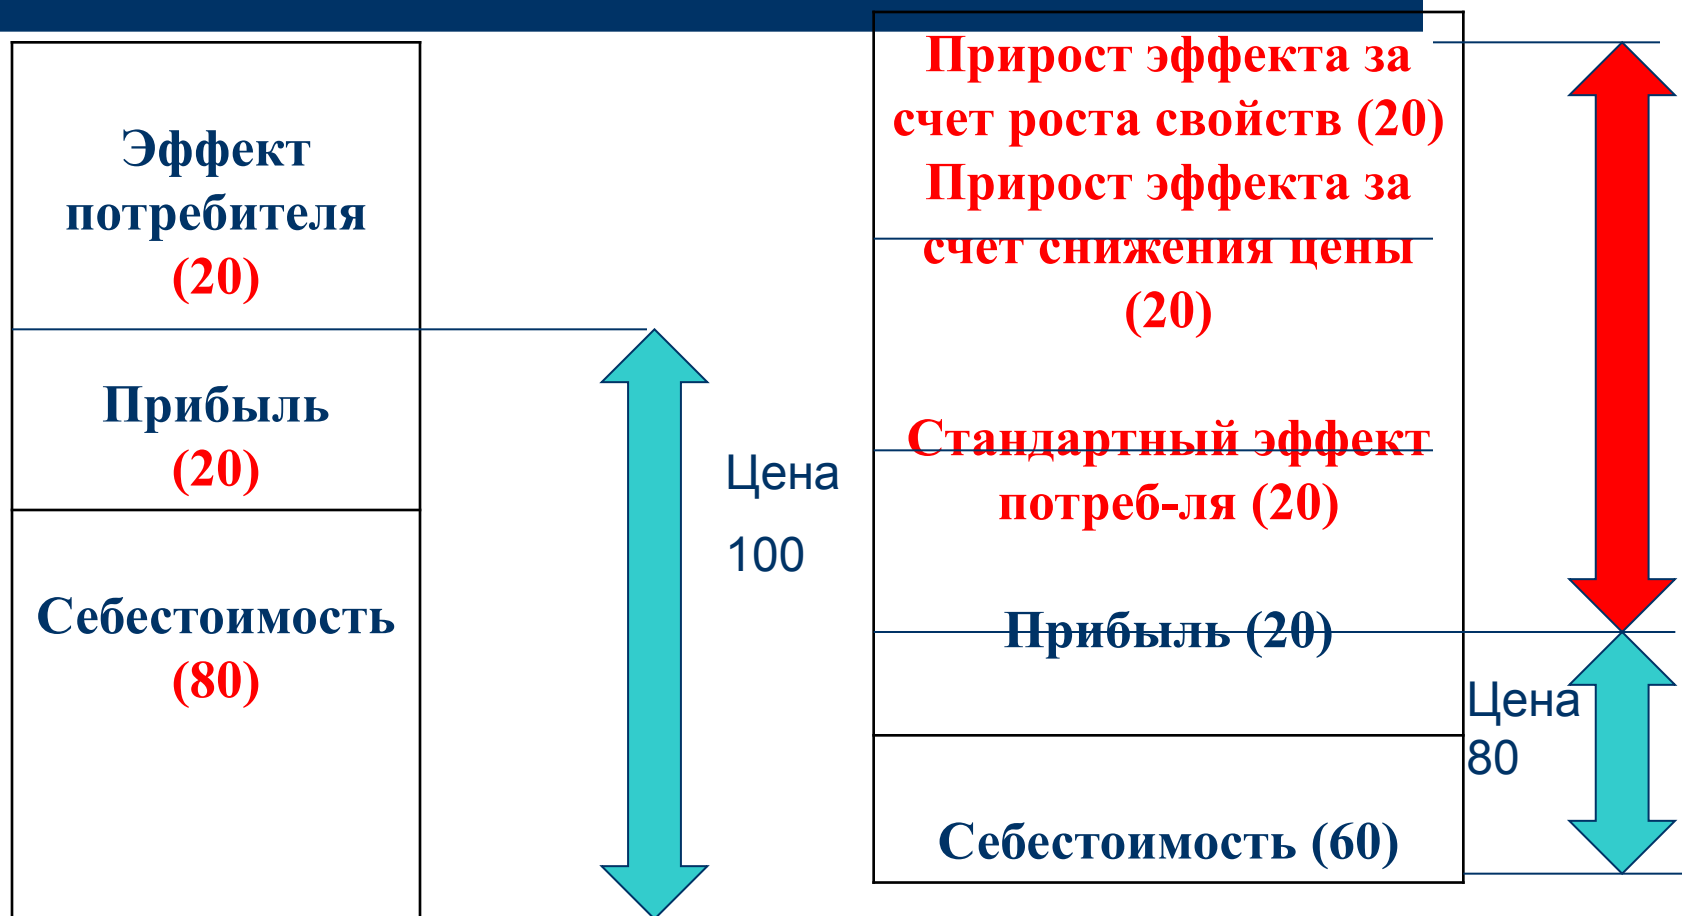 Эффект
потребителя
(20)
Прибыль
(20)
Себестоимость
(80)
Цена
100
Прирост эффекта за
счет роста свойств (20)
Прирост эффекта за
счет снижения цены
(20)
Стандартный эффект
потреб-ля (20)
Прибыль (20)
Себестоимость (60)
Цена
80